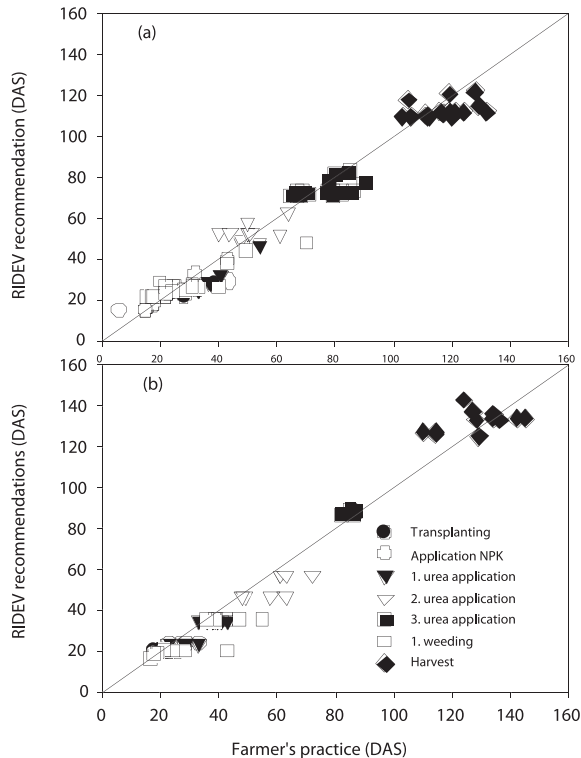 (a)
RIDEV recommendation (DAS)
160
140
120
100
80
60
40
20
0
0 20 40 60 80 100 120 140 160
(b)
RIDEV recommendations (DAS)
160
140
120
100
80
60
40
20
0
Transplanting
Application NPK
1. urea application
2. urea application
3. urea application
1. weeding
Harvest
0 20 40 60 80 100 120 140 160
Farmer's practice (DAS)